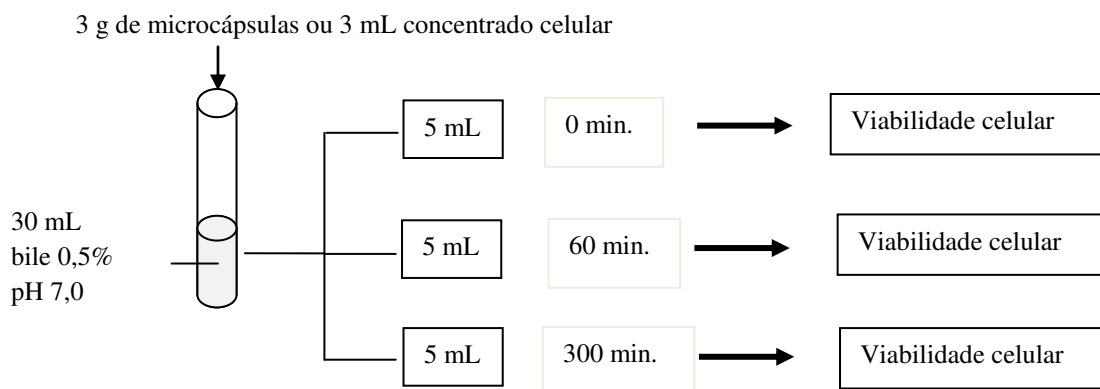 3 g de microcápsulas ou 3 mL concentrado celular
5 mL
0 min.
Viabilidade celular
30 mL
bile 0,5%
pH 7,0
5 mL
60 min.
Viabilidade celular
5 mL
300 min.
Viabilidade celular